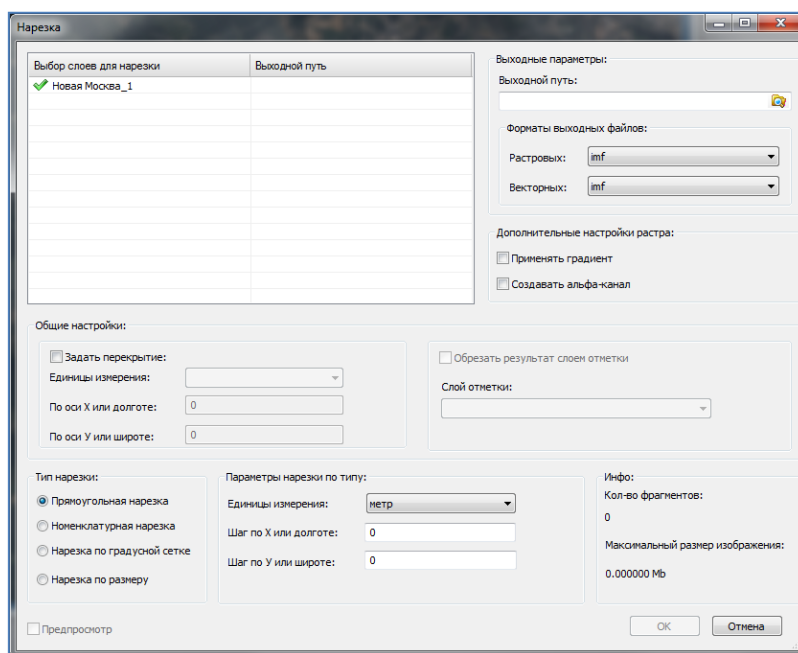 Нарезка
Выбор слоев для нарезки Выходной путь
Новая Москва_1
Выходные параметры:
Выходной путь:
Форматы выходных файлов:
Растровых: imf
Векторных: imf
Дополнительные настройки растра:
Применять градиент
Создавать альфа-канал
Общие настройки:
Задать перекрытие:
Единицы измерения:
По оси X или долготе: 0
По оси У или широте: 0
Обрезать результат слоем отметки
Слой отметки:
Тип нарезки:
Прямоугольная нарезка
Номенклатурная нарезка
Нарезка по градусной сетке
Нарезка по размеру
Параметры нарезки по типу:
Единицы измерения: метр
Шаг по X или долготе: 0
Шаг по У или широте: 0
Инфо:
Кол-во фрагментов:
0
Максимальный размер изображения:
0.000000 Mb
Предпросмотр
OK Отмена